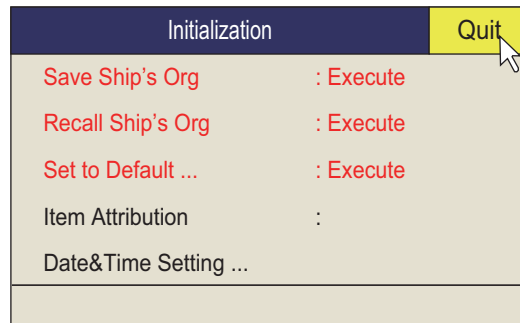 Initialization Quit
Save Ship's Org : Execute
Recall Ship's Org : Execute
Set to Default ... : Execute
Item Attribution :
Date&Time Setting ...